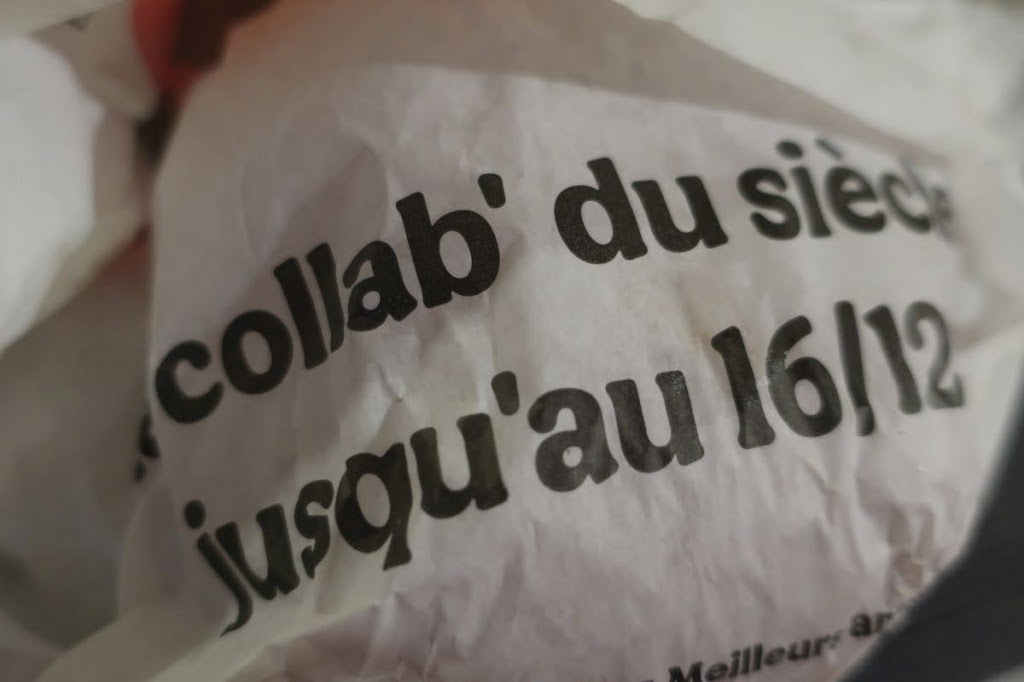 collab' du siècle
jusqu'au 16/12
Meilleurs